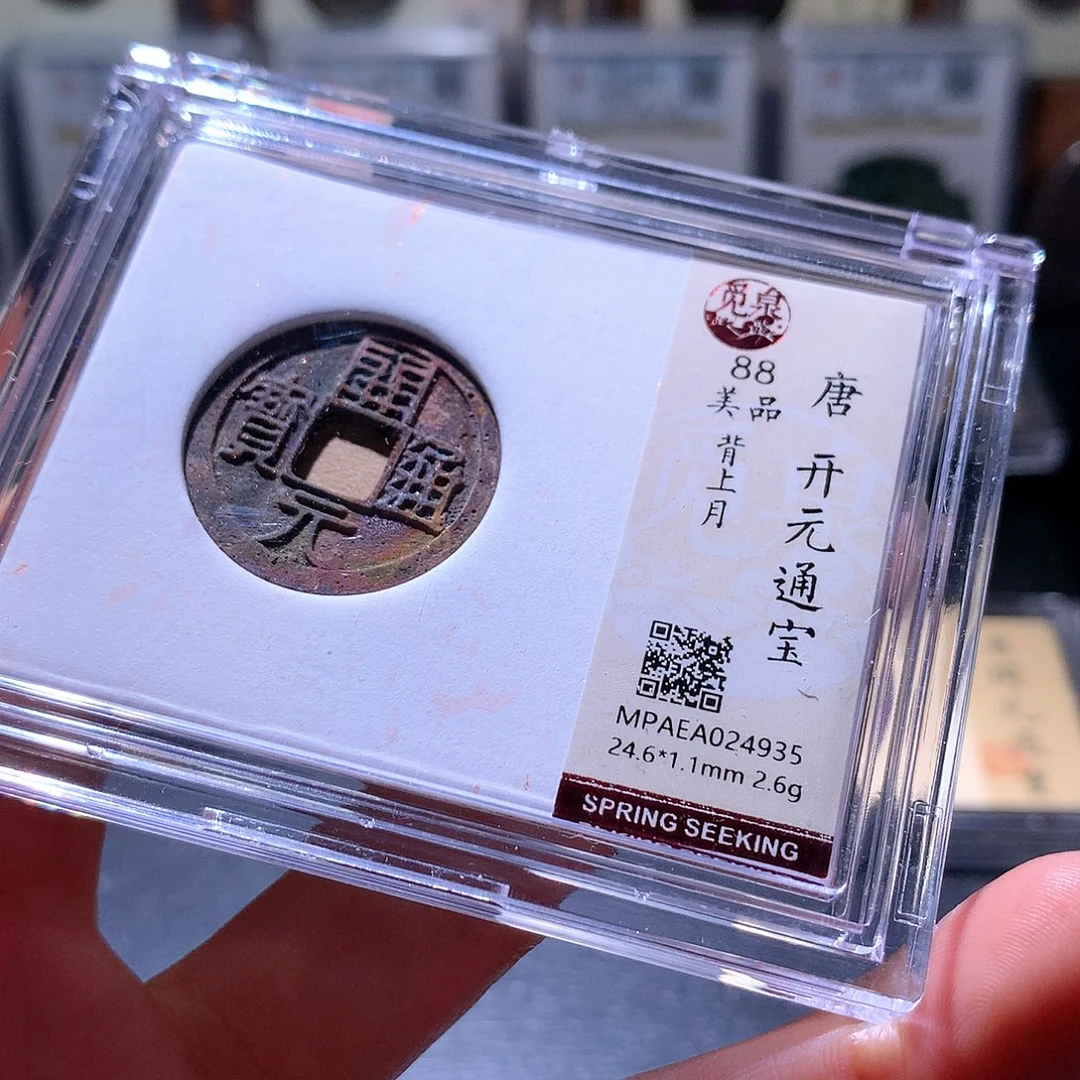 開元通寳
觅泉
88
美品
背上月
唐 开元通宝
MPAEA024935
24.6*1.1mm 2.6g
SPRING SEEKING